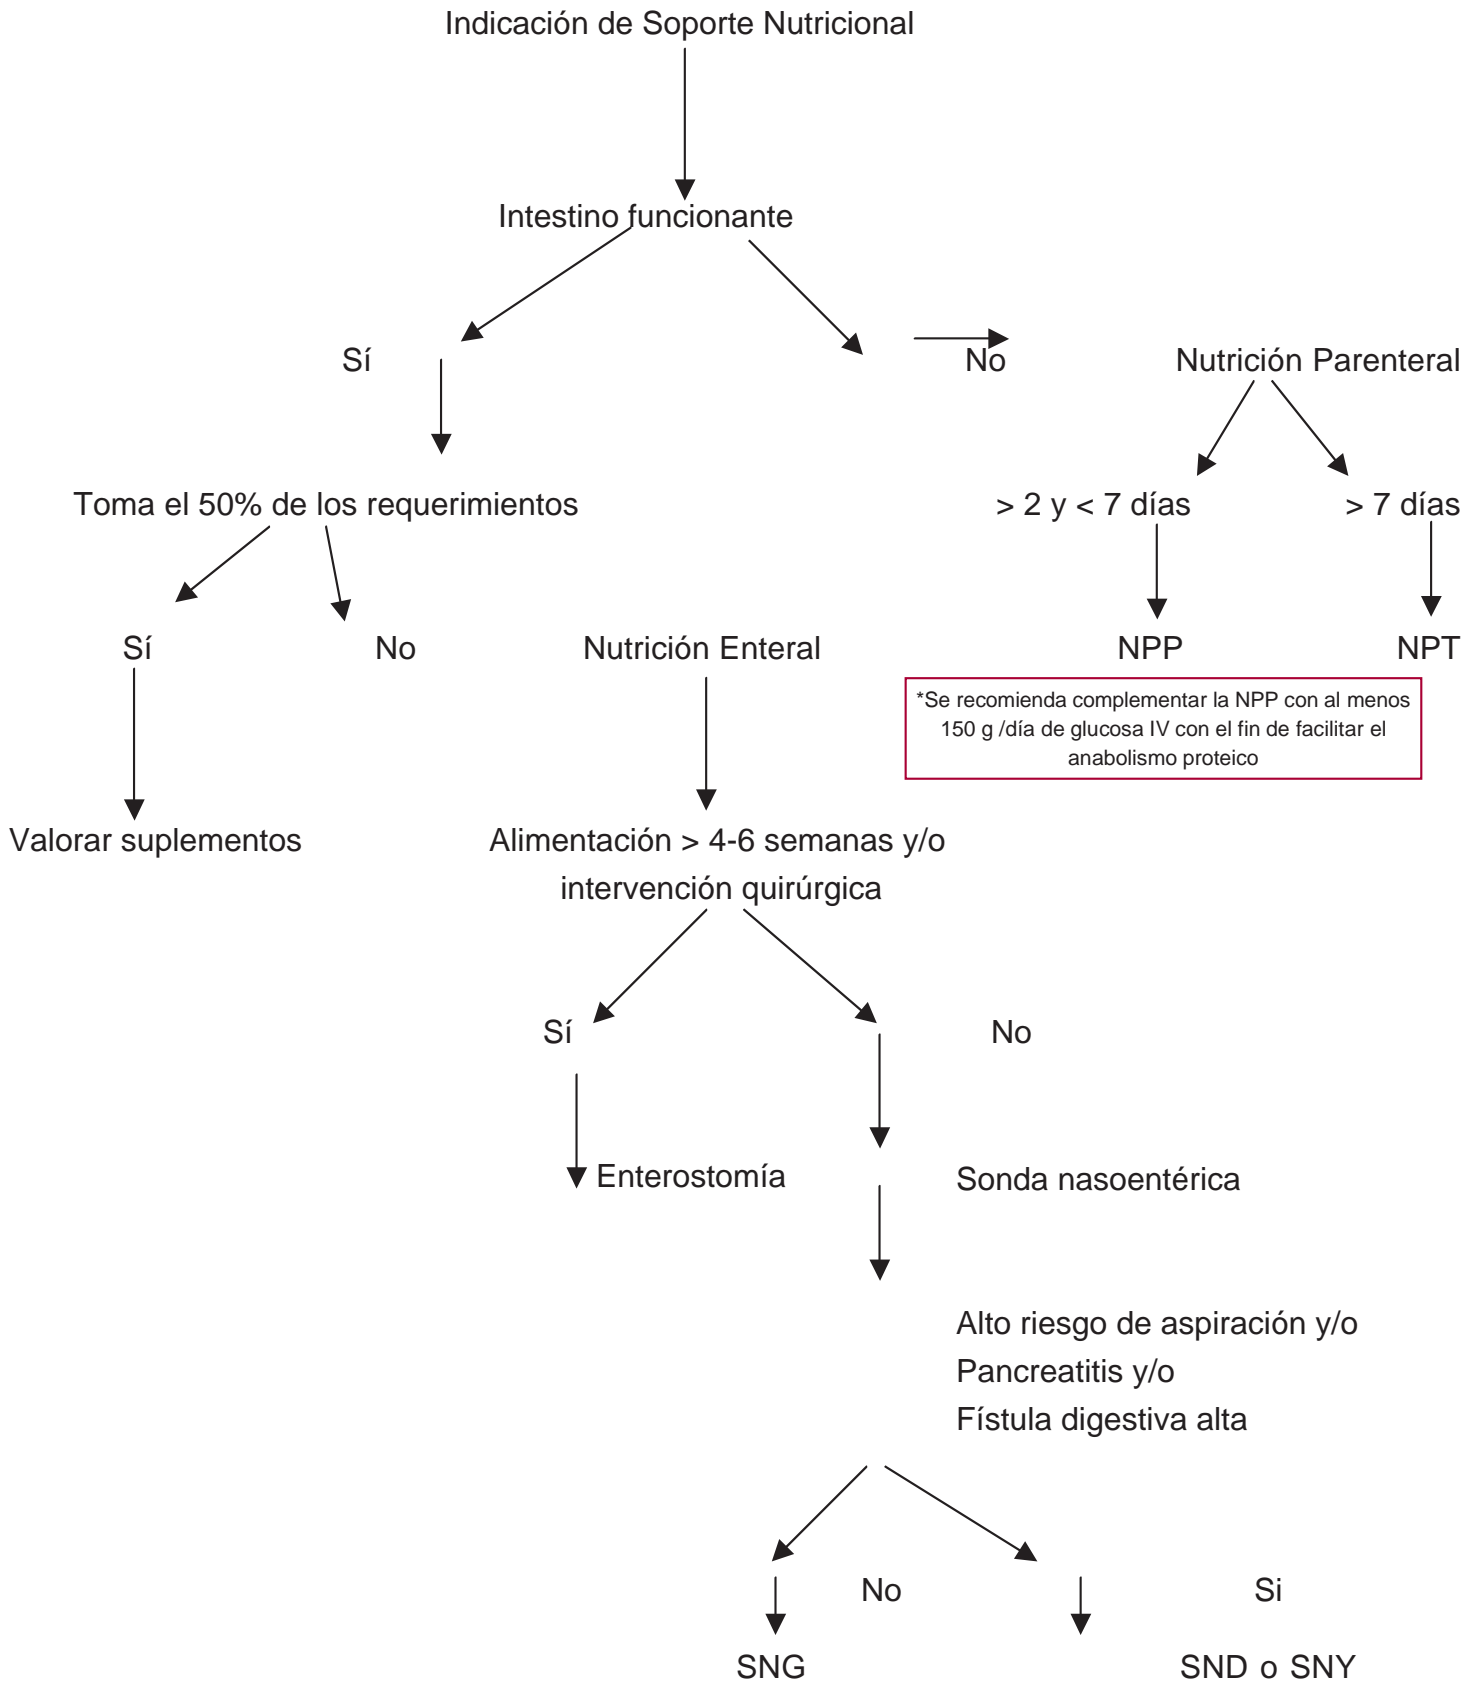 Indicación de Soporte Nutricional
Intestino funcionante
Sí
No
Nutrición Parenteral
Toma el 50% de los requerimientos
> 2 y < 7 días
> 7 días
Sí
No
Nutrición Enteral
NPP
NPT
*Se recomienda complementar la NPP con al menos
150 g /día de glucosa IV con el fin de facilitar el
anabolismo proteico
Valorar suplementos
Alimentación > 4-6 semanas y/o
intervención quirúrgica
Sí
No
Enterostomía
Sonda nasoentérica
Alto riesgo de aspiración y/o
Pancreatitis y/o
Fístula digestiva alta
No
Si
SNG
SND o SNY